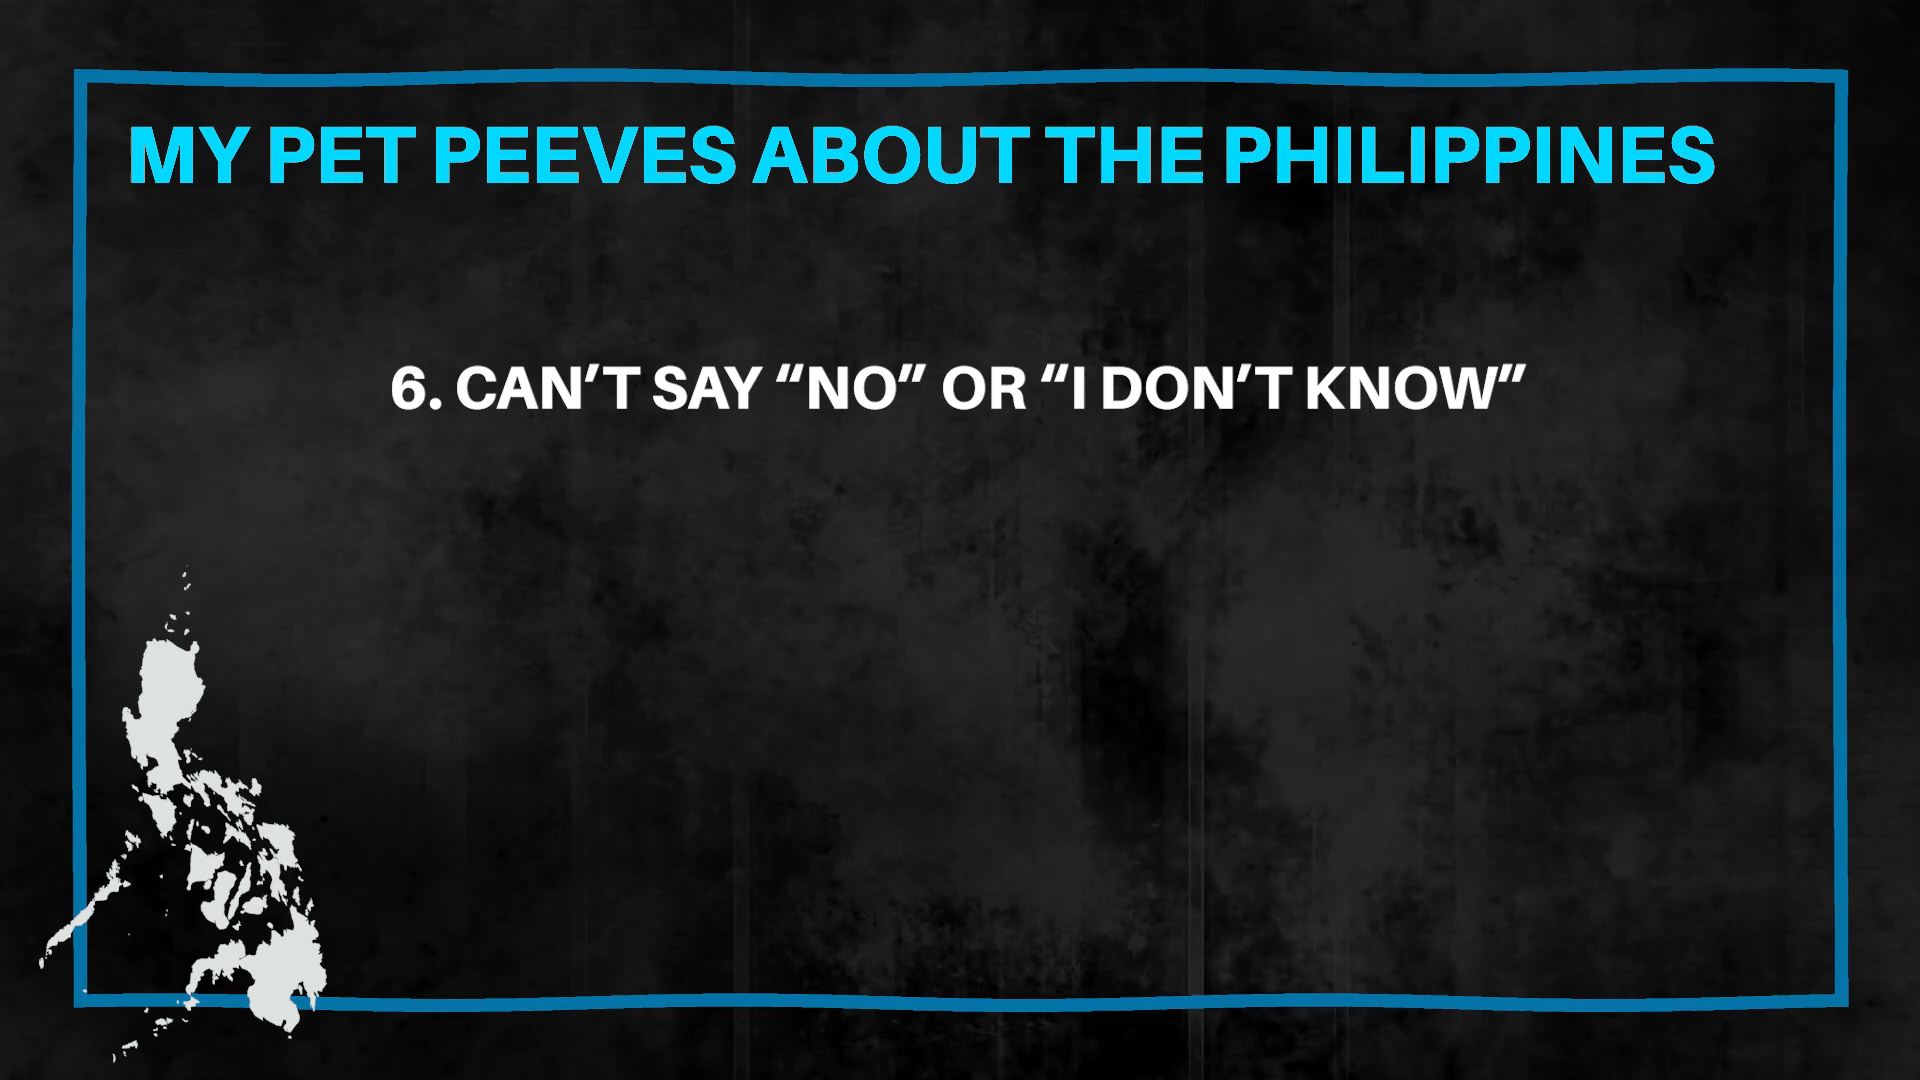 MY PET PEEVES ABOUT THE PHILIPPINES
6. CAN’T SAY “NO” OR “I DON’T KNOW”